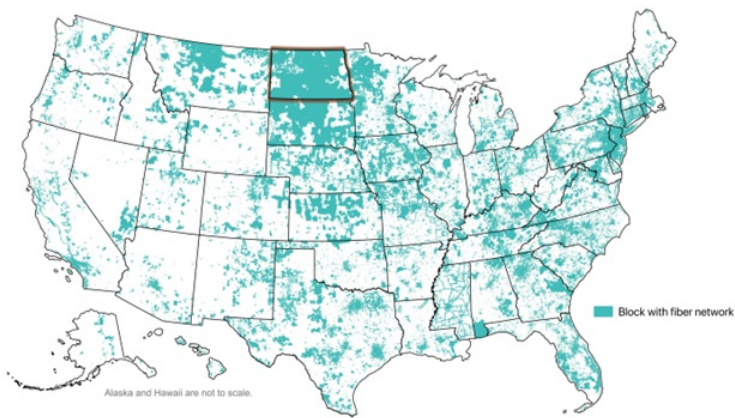 Block with fiber network
Alaska and Hawaii are not to scale.